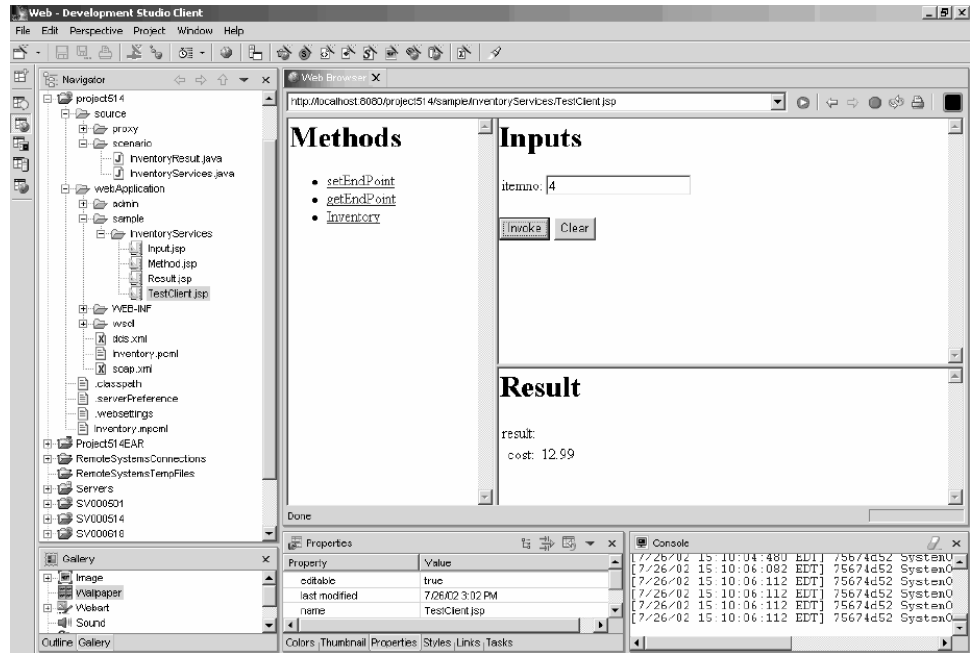 Web - Development Studio Client
File Edit Perspective Project Window Help
Navigator
project514
source
proxy
scenario
InventoryResult.java
InventoryServices.java
webApplication
admin
sample
InventoryServices
Input.jsp
Method.jsp
Result.jsp
TestClient.jsp
WEB-INF
wsdl
dds.xml
Inventory.pcml
soap.xml
.classpath
.serverPreference
.websettings
Inventory.mpcml
Project514EAR
RemoteSystemsConnections
RemoteSystemsTempFiles
Servers
SV000501
SV000514
SV000618
Gallery
Image
Wallpaper
Webart
Sound
Outline Gallery
Web Browser X
http://localhost:8080/project514/sample/InventoryServices/TestClient.jsp
Methods
setEndPoint
getEndPoint
Inventory
Inputs
itemno: 4
Invoke Clear
Result
result:
cost: 12.99
Done
Properties
Property Value
editable true
last modified 7/26/02 3:02 PM
name TestClient.jsp
Colors Thumbnail Properties Styles Links Tasks
Console
[7/26/02 15:10:04:480 EDT] 75674d52 SystemO
[7/26/02 15:10:06:082 EDT] 75674d52 SystemO
[7/26/02 15:10:06:112 EDT] 75674d52 SystemO
[7/26/02 15:10:06:112 EDT] 75674d52 SystemO
[7/26/02 15:10:06:112 EDT] 75674d52 SystemO
[7/26/02 15:10:06:112 EDT] 75674d52 SystemO